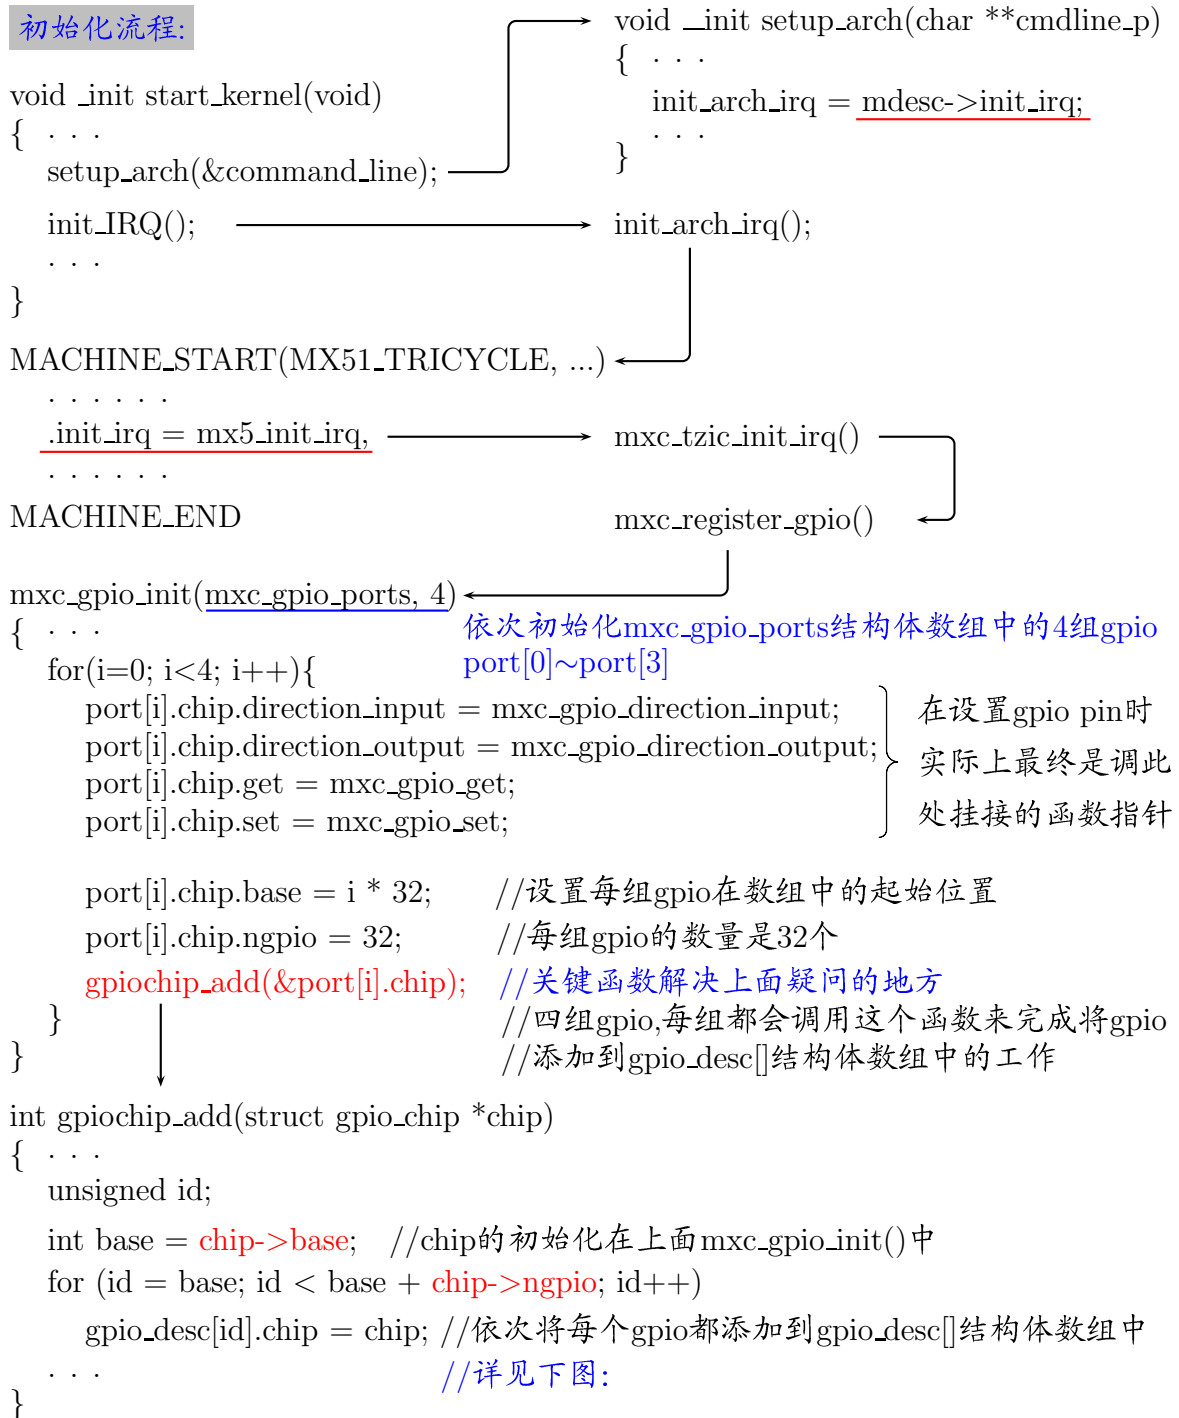 初始化流程:
void _init start_kernel(void)
{ . . .
setup_arch(&command_line);
init_IRQ();
. . .
}
void __init setup_arch(char **cmdline_p)
{ . . .
init_arch_irq = mdesc->init_irq;
. . .
}
init_arch_irq();
MACHINE_START(MX51_TRICYCLE, ...)
. . . . . .
.init_irq = mx5_init_irq,
. . . . . .
MACHINE_END
mxc_tzic_init_irq()
mxc_register_gpio()
mxc_gpio_init(mxc_gpio_ports, 4)
{ . . .
依次初始化mxc_gpio_ports结构体数组中的4组gpio
port[0]~port[3]
for(i=0; i<4; i++){
port[i].chip.direction_input = mxc_gpio_direction_input;
port[i].chip.direction_output = mxc_gpio_direction_output;
port[i].chip.get = mxc_gpio_get;
port[i].chip.set = mxc_gpio_set;
在设置gpio pin时
实际上最终是调此
处挂接的函数指针
port[i].chip.base = i * 32; //设置每组gpio在数组中的起始位置
port[i].chip.ngpio = 32; //每组gpio的数量是32个
gpiochip_add(&port[i].chip); //关键函数解决上面疑问的地方
} //四组gpio,每组都会调用这个函数来完成将gpio
} //添加到gpio_desc[]结构体数组中的工作
int gpiochip_add(struct gpio_chip *chip)
{ . . .
unsigned id;
int base = chip->base; //chip的初始化在上面mxc_gpio_init()中
for (id = base; id < base + chip->ngpio; id++)
gpio_desc[id].chip = chip; //依次将每个gpio都添加到gpio_desc[]结构体数组中
. . . //详见下图:
}